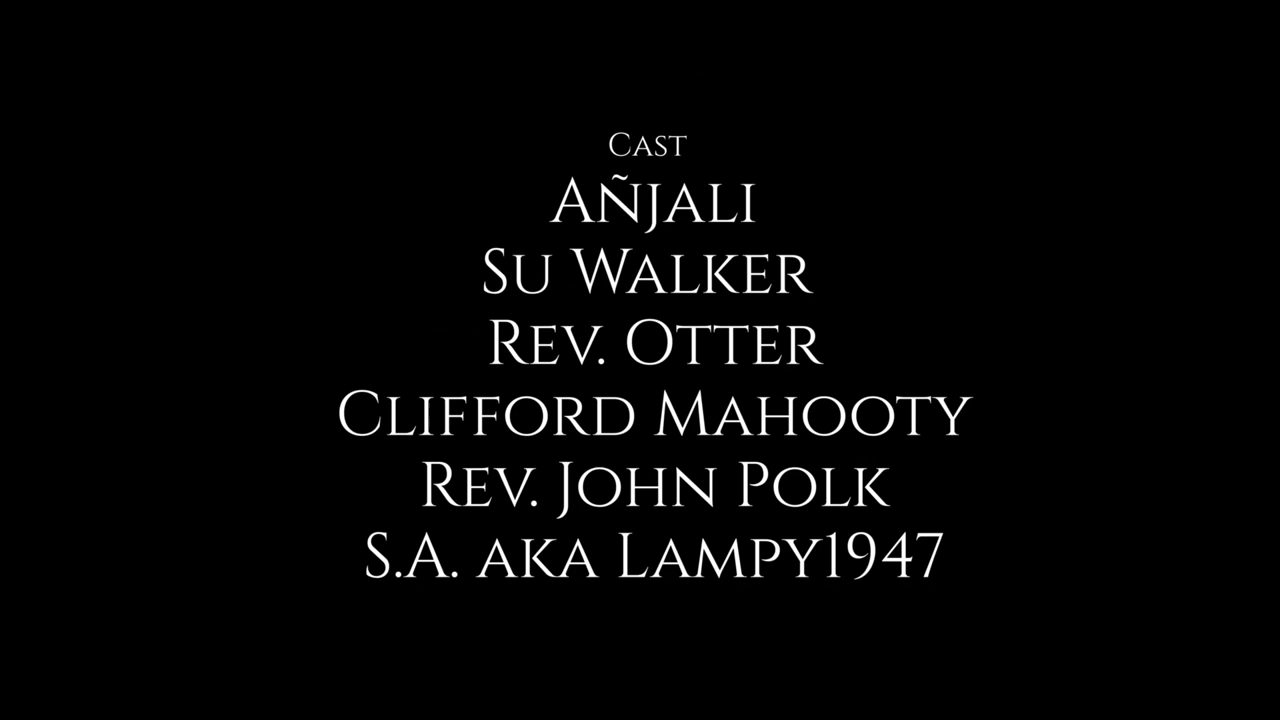 Cast
Añjali
Su Walker
Rev. Otter
Clifford Mahooty
Rev. John Polk
S.A. aka Lampy1947